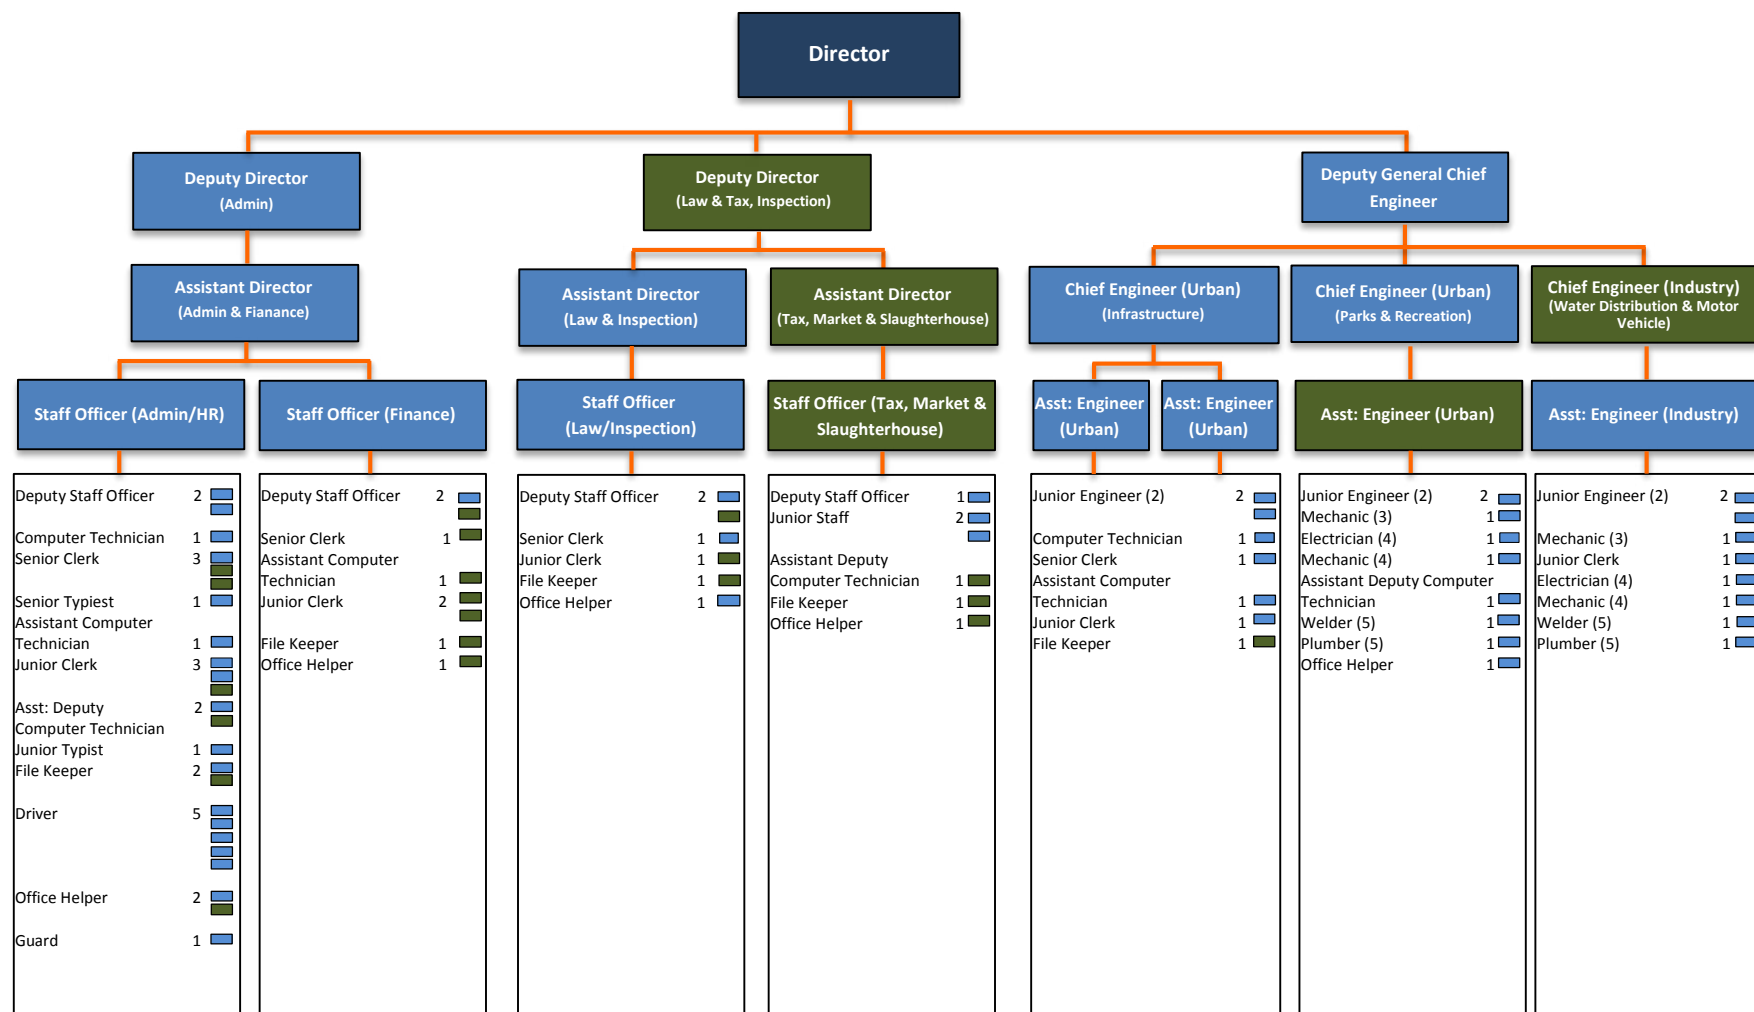 Director
Deputy Director
(Admin)
Deputy Director
(Law & Tax, Inspection)
Deputy General Chief
Engineer
Assistant Director
(Admin & Fianance)
Assistant Director
(Law & Inspection)
Assistant Director
(Tax, Market & Slaughterhouse)
Chief Engineer (Urban)
(Infrastructure)
Chief Engineer (Urban)
(Parks & Recreation)
Chief Engineer (Industry)
(Water Distribution & Motor
Vehicle)
Staff Officer (Admin/HR)
Staff Officer (Finance)
Staff Officer
(Law/Inspection)
Staff Officer (Tax, Market &
Slaughterhouse)
Asst: Engineer
(Urban)
Asst: Engineer
(Urban)
Asst: Engineer (Urban)
Asst: Engineer (Industry)
Deputy Staff Officer 2
Computer Technician 1
Senior Clerk 3
Senior Typiest 1
Assistant Computer
Technician 1
Junior Clerk 3
Asst: Deputy 2
Computer Technician
Junior Typist 1
File Keeper 2
Driver 5
Office Helper 2
Guard 1
Deputy Staff Officer 2
Senior Clerk 1
Assistant Computer
Technician 1
Junior Clerk 2
File Keeper 1
Office Helper 1
Deputy Staff Officer 2
Senior Clerk 1
Junior Clerk 1
File Keeper 1
Office Helper 1
Deputy Staff Officer 1
Junior Staff 2
Assistant Deputy
Computer Technician 1
File Keeper 1
Office Helper 1
Junior Engineer (2) 2
Computer Technician 1
Senior Clerk 1
Assistant Computer
Technician 1
Junior Clerk 1
File Keeper 1
Junior Engineer (2) 2
Mechanic (3) 1
Electrician (4) 1
Mechanic (4) 1
Assistant Deputy Computer
Technician 1
Welder (5) 1
Plumber (5) 1
Office Helper 1
Junior Engineer (2) 2
Mechanic (3) 1
Junior Clerk 1
Electrician (4) 1
Mechanic (4) 1
Welder (5) 1
Plumber (5) 1